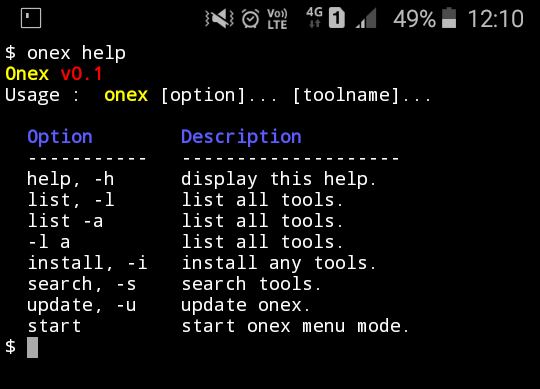 Vo))
LTE
4G
1
49%
12:10
$ onex help
Onex v0.1
Usage :  onex [option]... [toolname]...
Option Description
----------- --------------------
help, -h display this help.
list, -l list all tools.
list -a list all tools.
-l a list all tools.
install, -i install any tools.
search, -s search tools.
update, -u update onex.
start start onex menu mode.
$